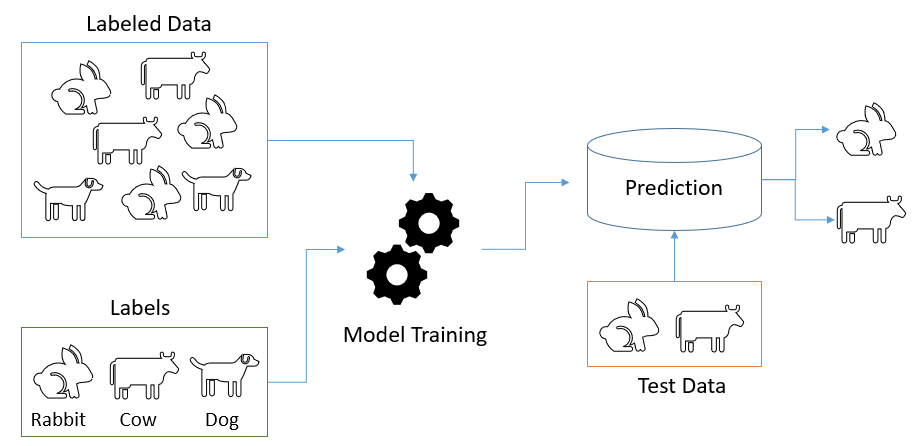 Labeled Data
Prediction
Labels
Model Training
Test Data
Rabbit Cow Dog